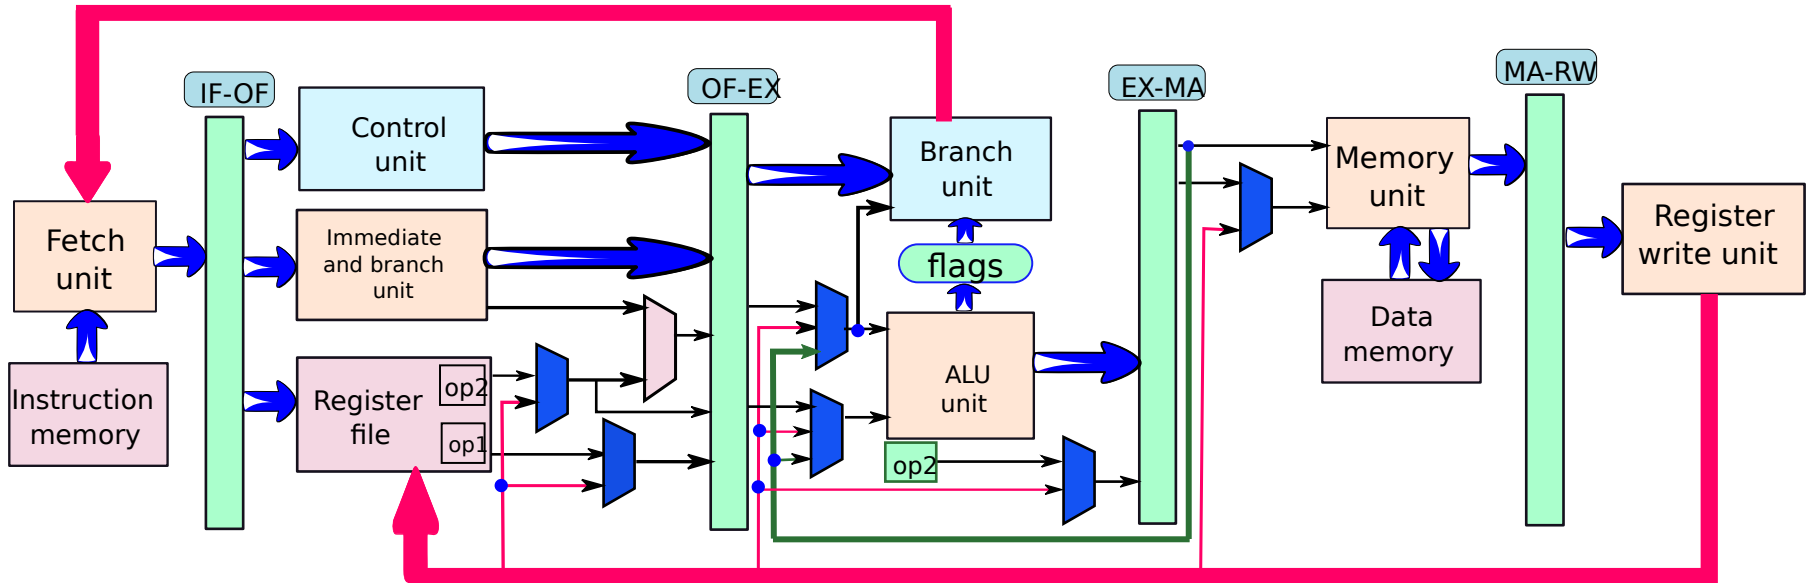 IF-OF
OF-EX
EX-MA
MA-RW
Control
unit
Branch
unit
Memory
unit
Fetch
unit
Immediate
and branch
unit
Register
write unit
flags
Instruction
memory
Register
file
op2
op1
ALU
unit
op2
Data
memory